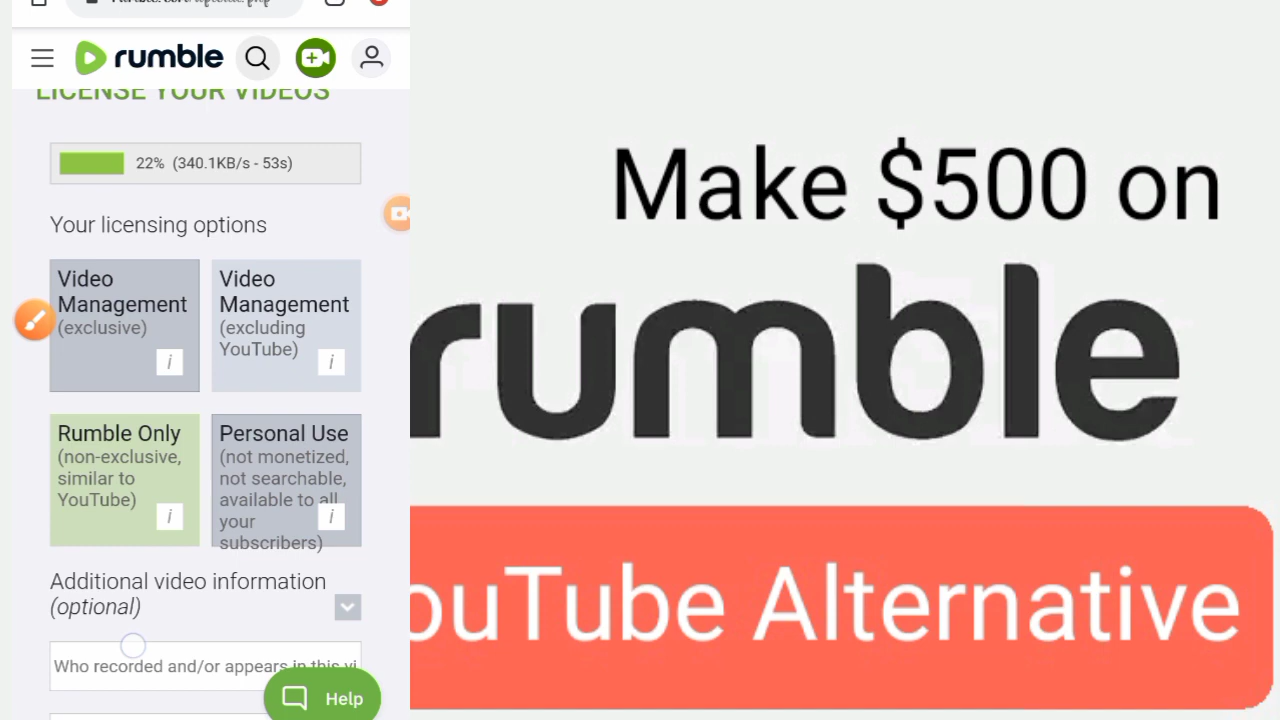 rumble
LICENSE YOUR VIDEOS
22% (340.1KB/s - 53s)
Your licensing options
Video
Management
(exclusive)
i
Video
Management
(excluding
YouTube)
i
Rumble Only
(non-exclusive,
similar to
YouTube)
i
Personal Use
(not monetized,
not searchable,
available to all
your
subscribers)
i
Additional video information
(optional)
Who recorded and/or appears in this vi
Help
Make $500 on
rumble
ouTube Alternative